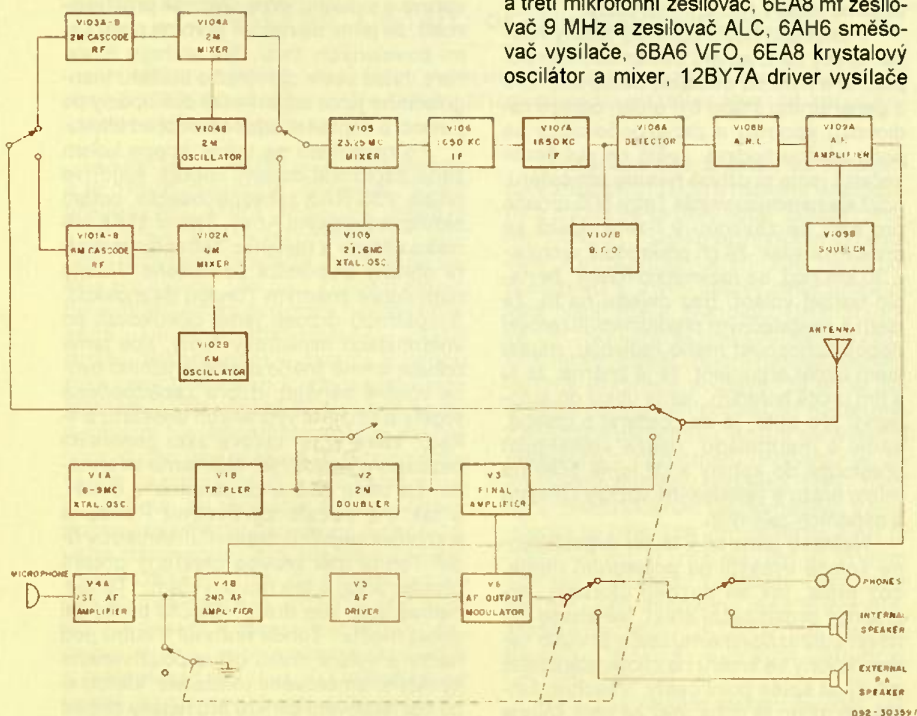 a třetí mikrofonní zesilovač, 6EA8 mf zesilo-
vač 9 MHz a zesilovač ALC, 6AH6 směšo-
vač vysílače, 6BA6 VFO, 6EA8 krystalový
oscilátor a mixer, 12BY7A driver vysílače
V103A-B
2M CASCODE
RF
V104A
2M
MIXER
V104B
2M
OSCILLATOR
V105
23.25 MC
MIXER
V106
1650 KC
IF
V107A
1650 KC
IF
V108A
DETECTOR
V108B
A.N.L.
V109A
A.F.
AMPLIFIER
V101A-B
6M CASCODE
RF
V102A
6M
MIXER
V105
21.6MC
XTAL. OSC.
V107B
B.F.O.
V109B
SQUELCH
V102B
6M
OSCILLATOR
ANTENNA
V1A
8-9MC
XTAL. OSC.
V1B
TRIPLER
V2
2M
DOUBLER
V3
FINAL
AMPLIFIER
MICROPHONE
V4A
1ST. AF
AMPLIFIER
V4B
2ND AF
AMPLIFIER
V5
AF
DRIVER
V6
AF OUTPUT
MODULATOR
PHONES
INTERNAL
SPEAKER
EXTERNAL
P.A.
SPEAKER